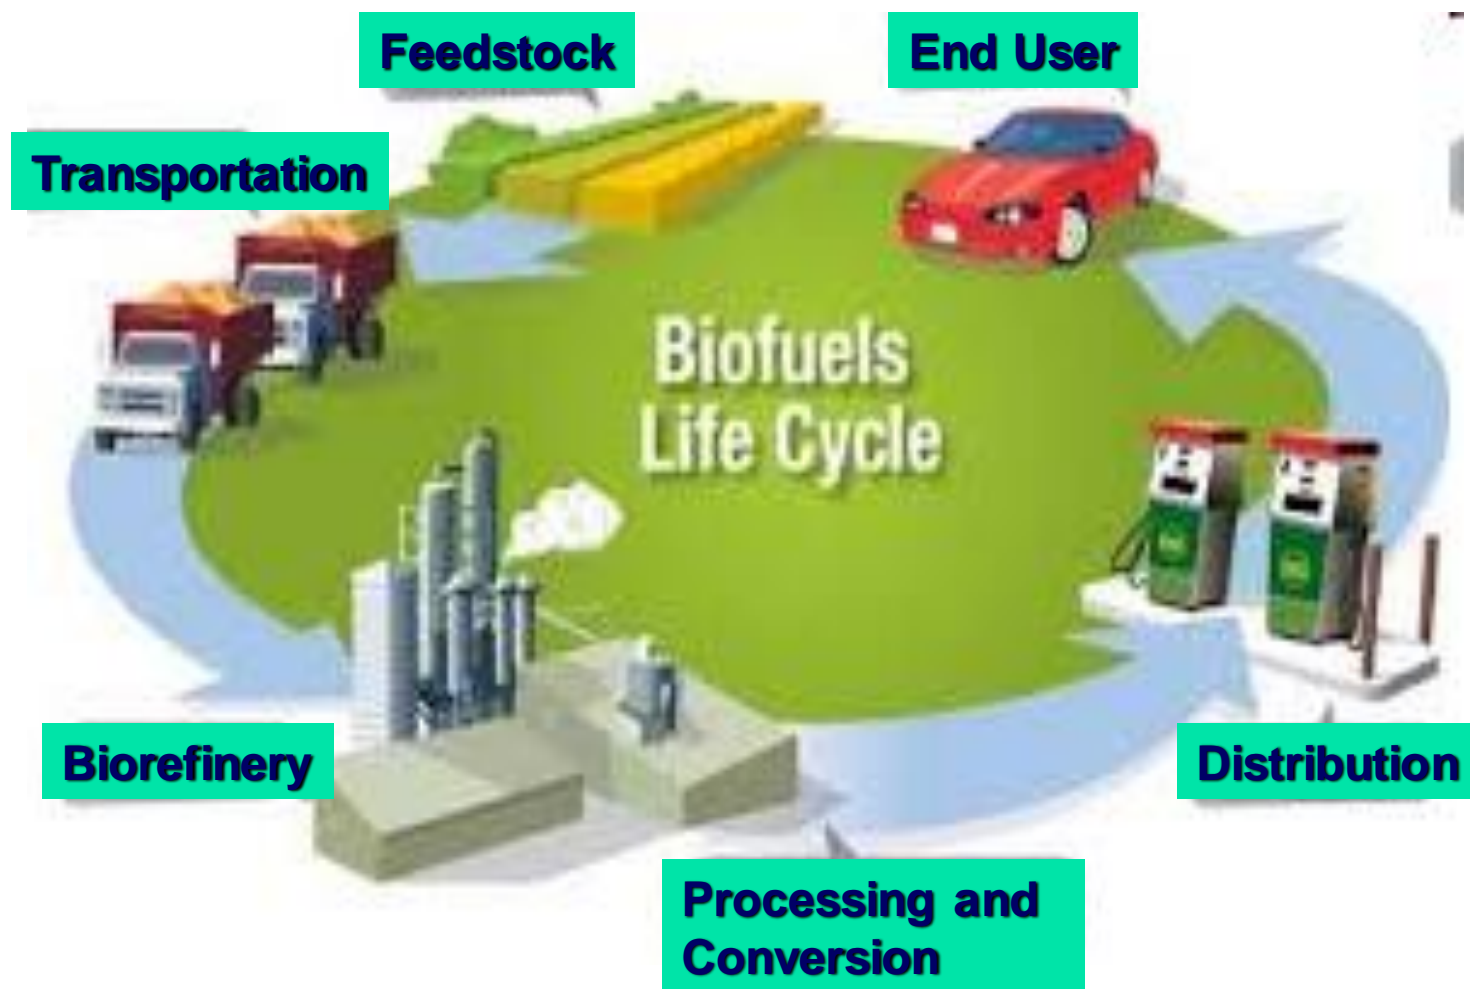 Feedstock
End User
Transportation
Biofuels
Life Cycle
Biorefinery
Distribution
Processing and
Conversion